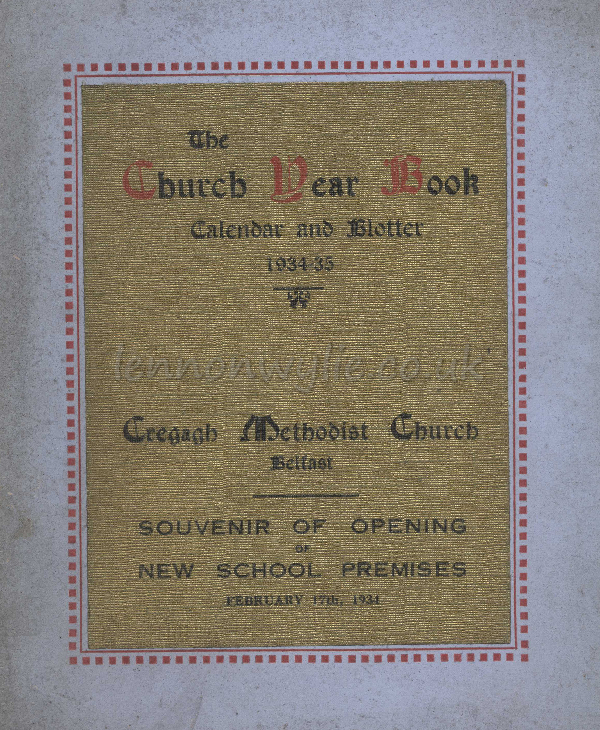 The
Church Year Book
Calendar and Blotter
1934-35
lennonwylie.co.uk
Cregagh Methodist Church
Belfast
SOUVENIR OF OPENING
OF
NEW SCHOOL PREMISES
FEBRUARY 17th, 1934